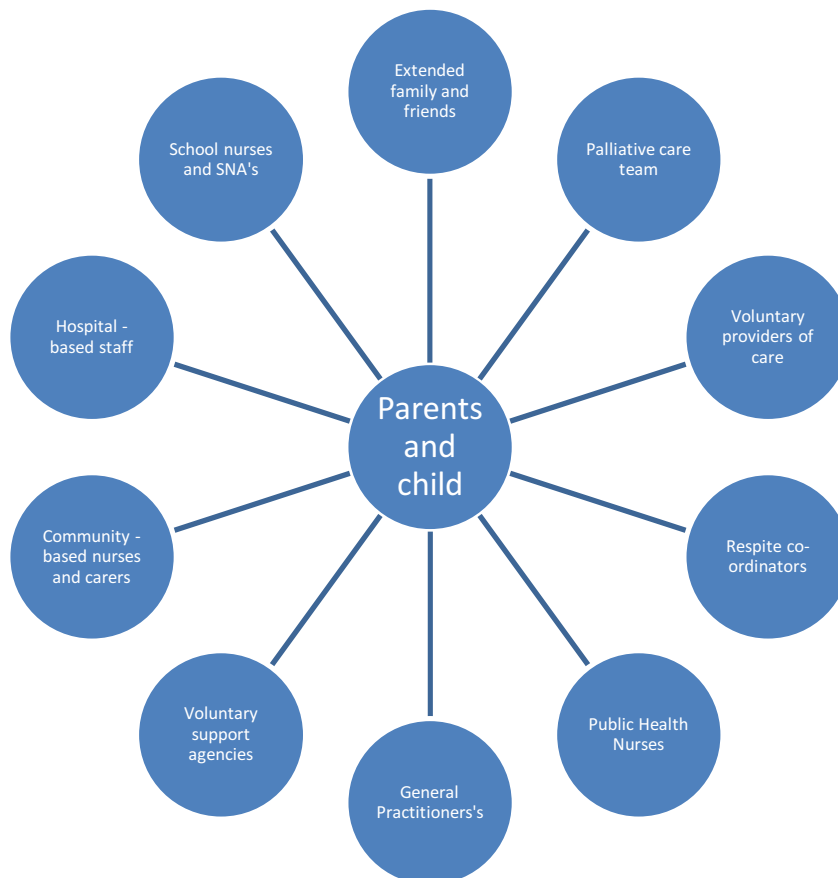 Extended
family and
friends
Palliative care
team
Voluntary
providers of
care
Respite co-
ordinators
Public Health
Nurses
General
Practitioners's
Voluntary
support
agencies
Community -
based nurses
and carers
Hospital -
based staff
School nurses
and SNA's
Parents
and
child